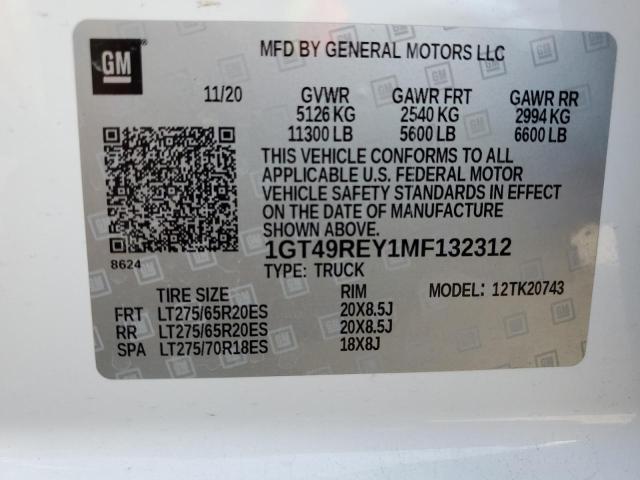 GM
MFD BY GENERAL MOTORS LLC
11/20 GVWR GAWR FRT GAWR RR
5126 KG 2540 KG 2994 KG
11300 LB 5600 LB 6600 LB
THIS VEHICLE CONFORMS TO ALL
APPLICABLE U.S. FEDERAL MOTOR
VEHICLE SAFETY STANDARDS IN EFFECT
ON THE DATE OF MANUFACTURE
SHOWN ABOVE.
8624 1GT49REY1MF132312
TYPE: TRUCK
TIRE SIZE RIM MODEL: 12TK20743
FRT LT275/65R20ES 20X8.5J
RR LT275/65R20ES 20X8.5J
SPA LT275/70R18ES 18X8J